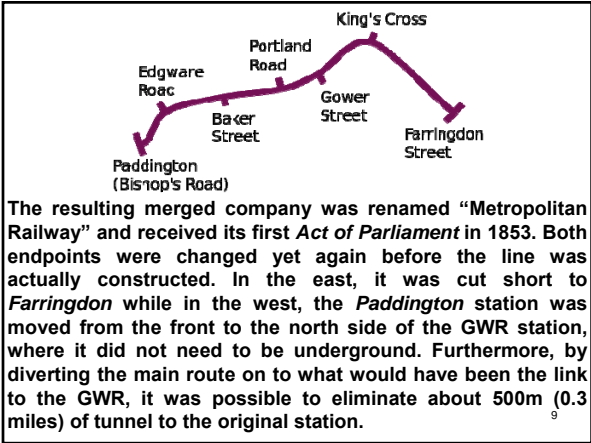 King's Cross
Portland
Road
Edgware
Roac
Gower
Street
Baker
Street
Farringdon
Street
Paddington
(Bishop's Road)
The resulting merged company was renamed “Metropolitan
Railway” and received its first Act of Parliament in 1853. Both
endpoints were changed yet again before the line was
actually constructed. In the east, it was cut short to
Farringdon while in the west, the Paddington station was
moved from the front to the north side of the GWR station,
where it did not need to be underground. Furthermore, by
diverting the main route on to what would have been the link
to the GWR, it was possible to eliminate about 500m (0.3
miles) of tunnel to the original station.
9